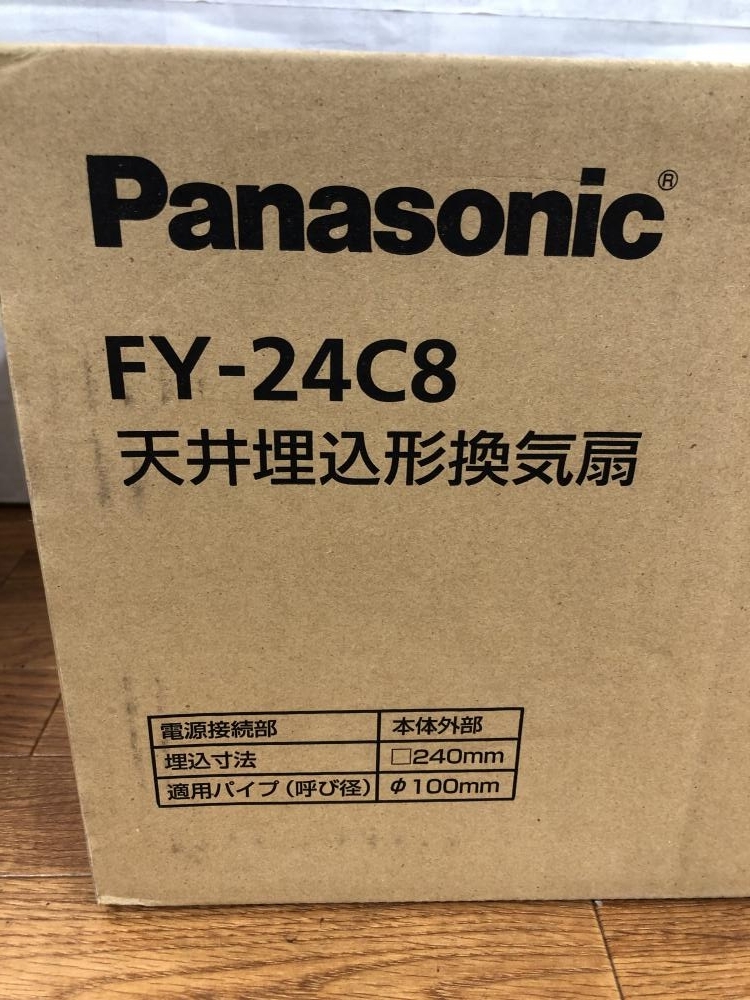 Panasonic®
FY-24C8
天井埋込形換気扇
電源接続部 本体外部
埋込寸法 □240mm
適用パイプ(呼び径) φ100mm